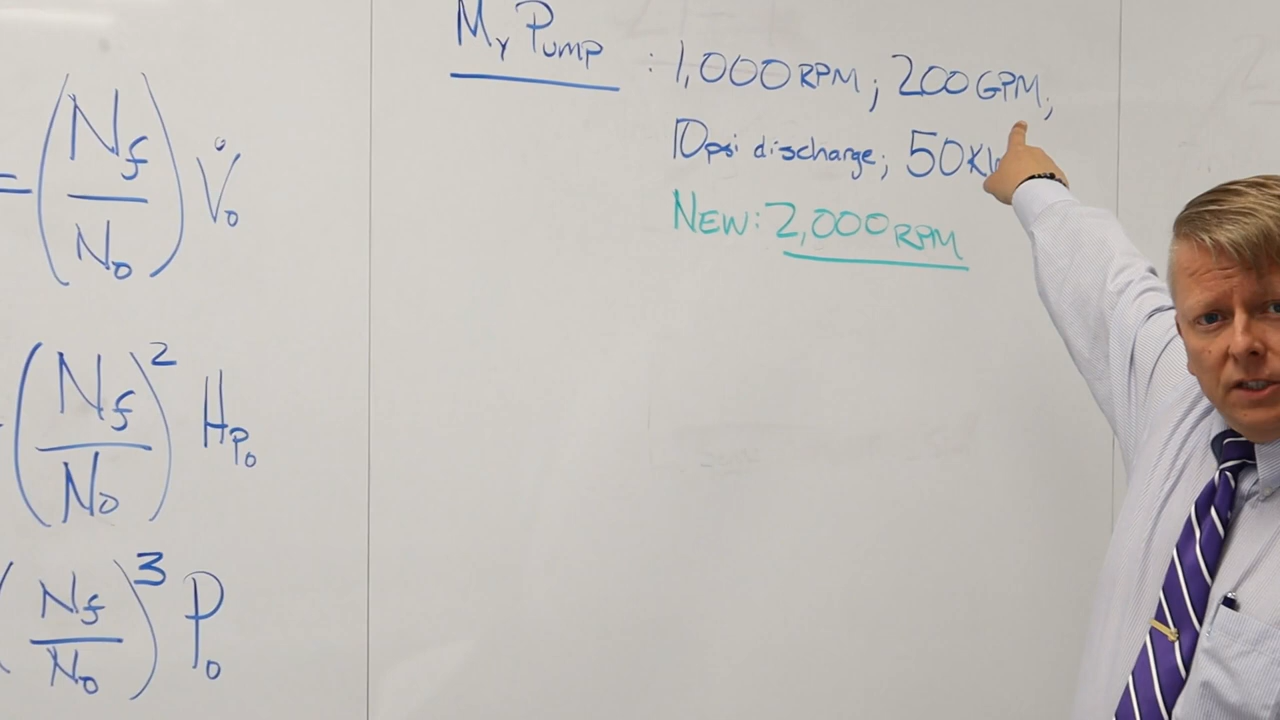 My Pump : 1,000 RPM; 200 GPM;
10 psi discharge; 50
NEW: 2,000 RPM
= (Nf/No) V̇o
(Nf/No)² HPo
(Nf/No)³ Po